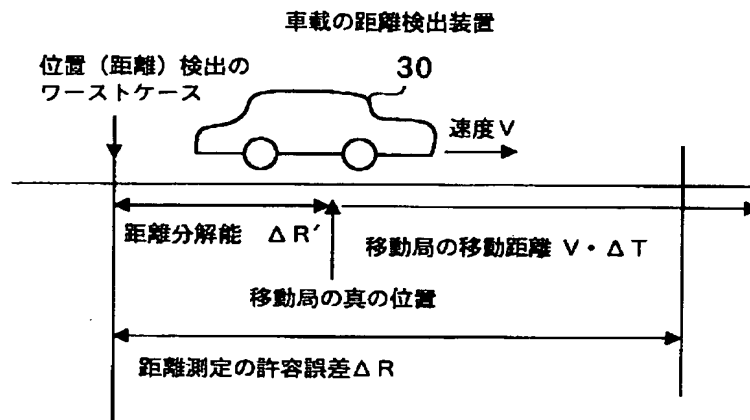 車載の距離検出装置
位置（距離）検出の
ワーストケース
30
速度V
距離分解能 ΔR′
移動局の移動距離 V・ΔT
移動局の真の位置
距離測定の許容誤差ΔR